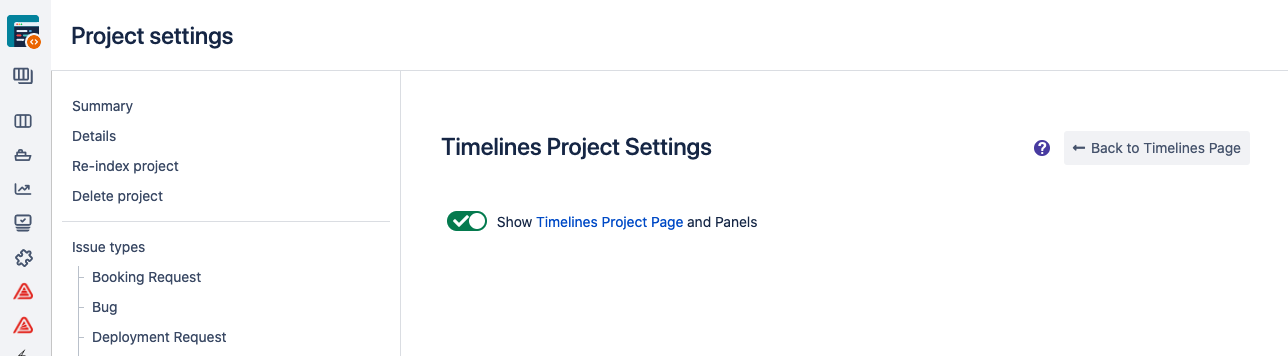 Project settings
Summary
Details
Re-index project
Delete project
Issue types
Booking Request
Bug
Deployment Request
Timelines Project Settings
? Back to Timelines Page
Show Timelines Project Page and Panels